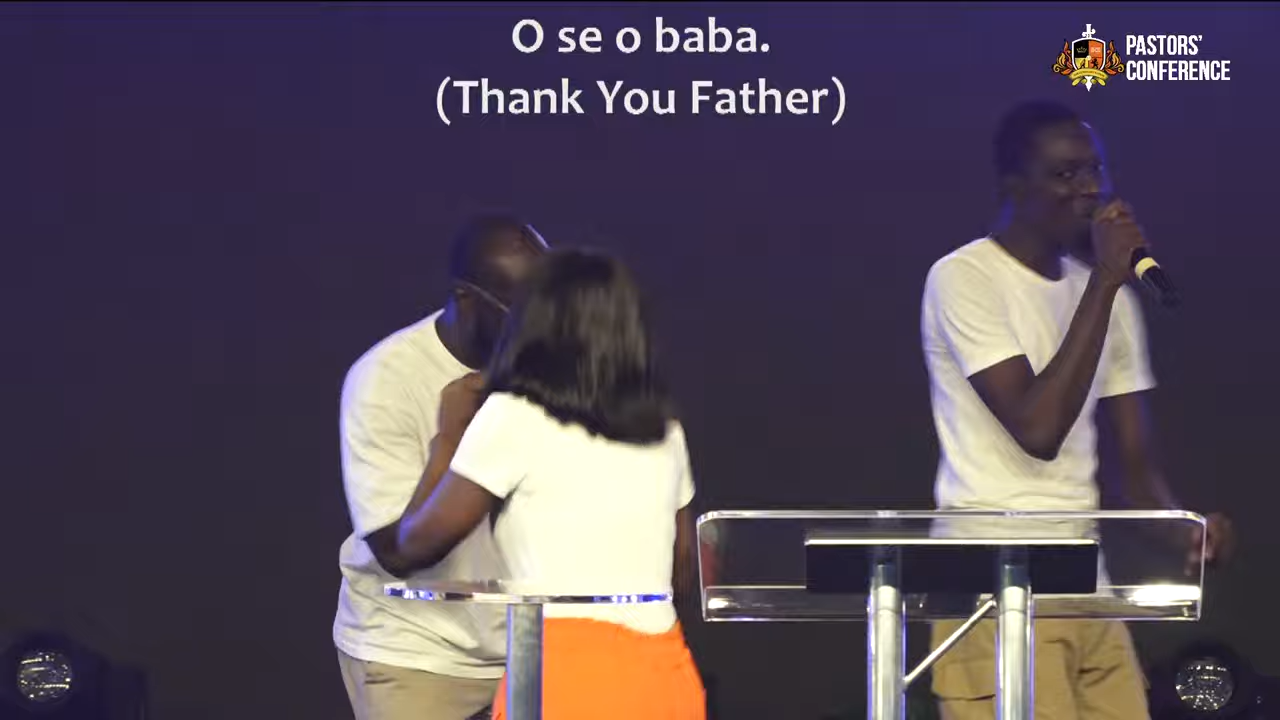 O se o baba.
(Thank You Father)
PASTORS'
CONFERENCE